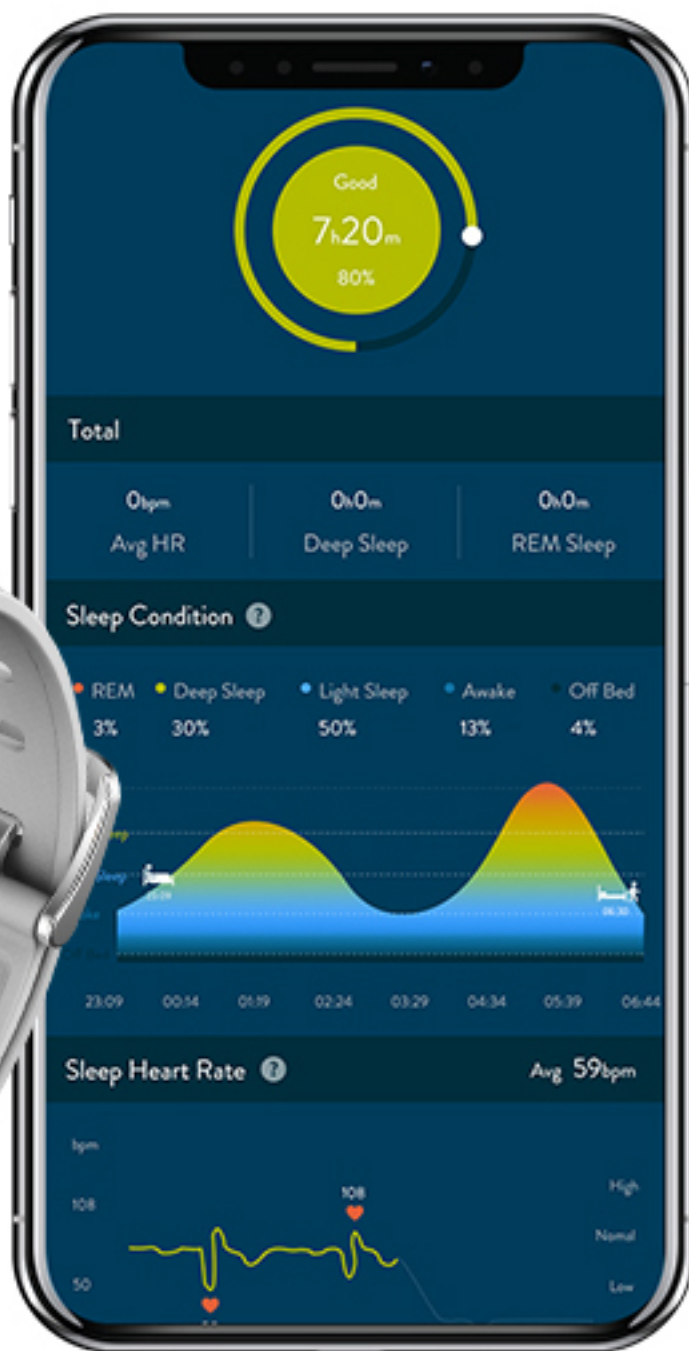 Good
7h20m
80%
Total
0bpm 0h0m 0h0m
Avg HR Deep Sleep REM Sleep
Sleep Condition ?
REM Deep Sleep Light Sleep Awake Off Bed
3% 30% 50% 13% 4%
23:09 00:14 01:19 02:24 03:29 04:34 05:39 06:44
Sleep Heart Rate ? Avg 59bpm
bpm
108
High
108
Nomal
50
Low